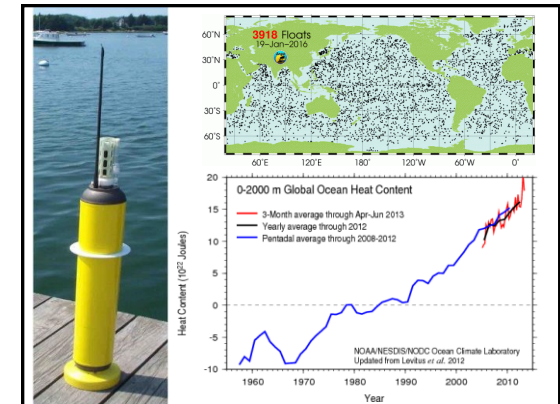 3918 Floats
19-Jan-2016
60°N
30°N
0°
30°S
60°S
60°E 120°E 180° 120°W 60°W 0°
0-2000 m Global Ocean Heat Content
3-Month average through Apr-Jun 2013
Yearly average through 2012
Pentadal average through 2008-2012
Heat Content (10²² Joules)
20
15
10
5
0
-5
-10
NOAA/NESDIS/NODC Ocean Climate Laboratory
Updated from Levitus et al. 2012
1960 1970 1980 1990 2000 2010
Year